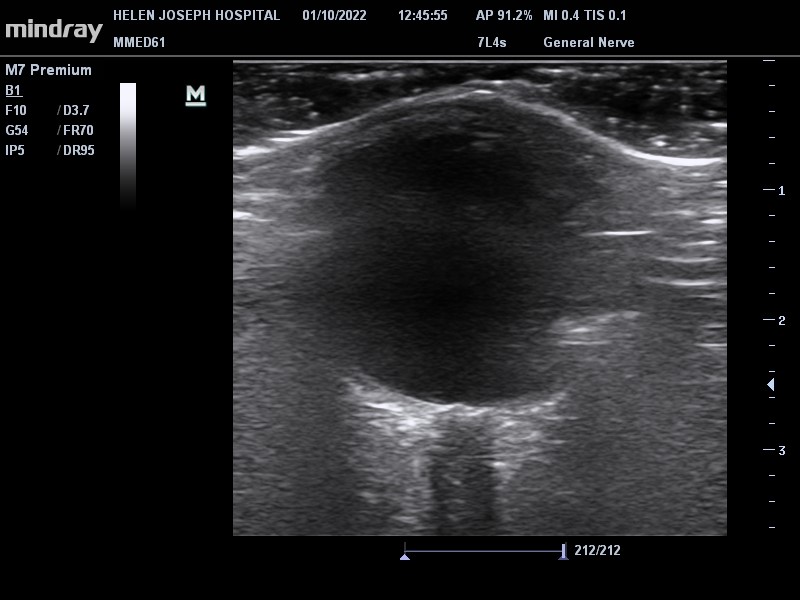 mindray
HELEN JOSEPH HOSPITAL 01/10/2022 12:45:55 AP 91.2% MI 0.4 TIS 0.1
MMED61 7L4s General Nerve
M7 Premium
B1
F10 / D3.7
G54 / FR70
IP5 / DR95
M
1
2
3
212/212